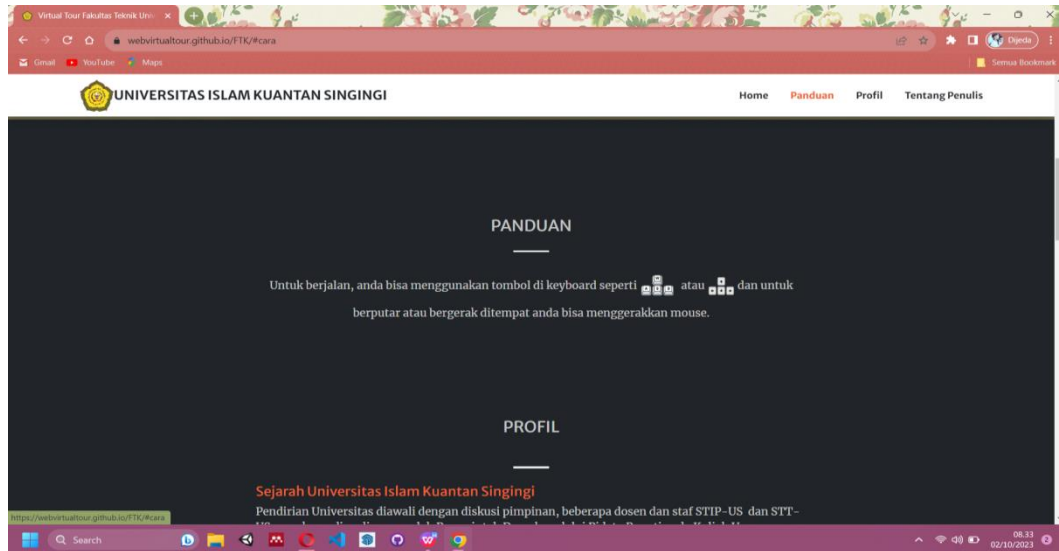 Virtual Tour Fakultas Teknik Univ
webvirtualtour.github.io/FTK/#cara
Dijeda
Gmail YouTube Maps
Semua Bookmark
UNIVERSITAS ISLAM KUANTAN SINGINGI
Home Panduan Profil Tentang Penulis
PANDUAN
Untuk berjalan, anda bisa menggunakan tombol di keyboard seperti atau dan untuk
berputar atau bergerak ditempat anda bisa menggerakkan mouse.
PROFIL
Sejarah Universitas Islam Kuantan Singingi
Pendirian Universitas diawali dengan diskusi pimpinan, beberapa dosen dan staf STIP-US dan STT-
https://webvirtualtour.github.io/FTK/#cara
Search
08.33
02/10/2023
2